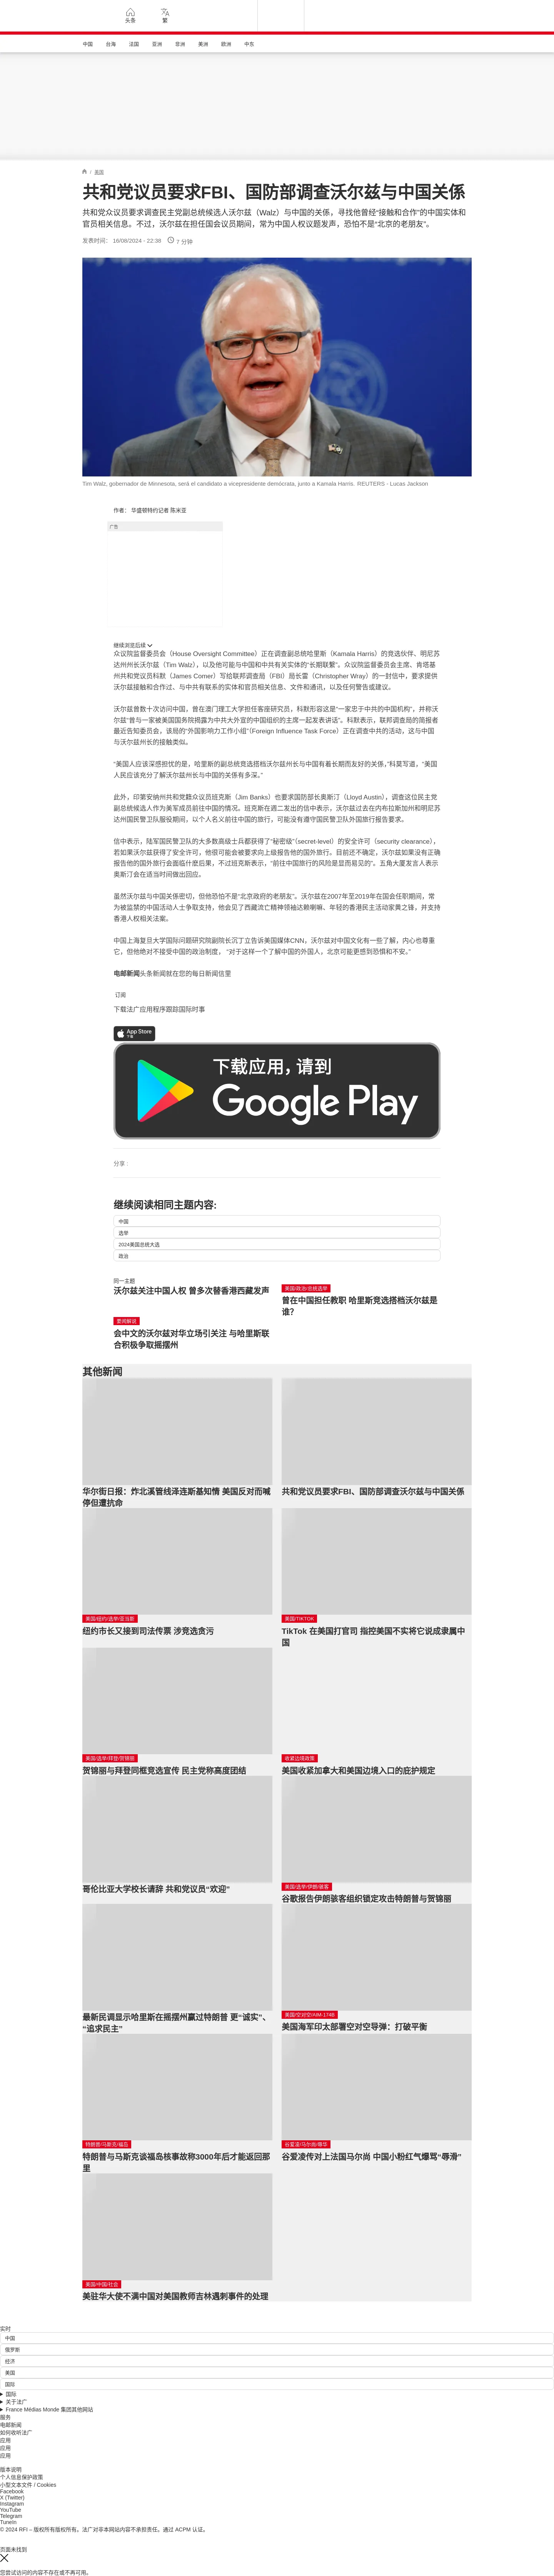 头条
繁
中国
台海
法国
亚洲
非洲
美洲
欧洲
中东
美国
共和党议员要求FBI、国防部调查沃尔兹与中国关係
共和党众议员要求调查民主党副总统候选人沃尔兹（Walz）与中国的关係，寻找他曾经“接触和合作”的中国实体和
官员相关信息。不过，沃尔兹在担任国会议员期间，常为中国人权议题发声，恐怕不是“北京的老朋友”。
发表时间： 16/08/2024 - 22:38 7 分钟
Tim Walz, gobernador de Minnesota, será el candidato a vicepresidente demócrata, junto a Kamala Harris. REUTERS - Lucas Jackson
作者： 华盛顿特约记者 陈米亚
广告
继续浏览后续
众议院监督委员会（House Oversight Committee）正在调查副总统哈里斯（Kamala Harris）的竞选伙伴、明尼苏
达州州长沃尔兹（Tim Walz），以及他可能与中国和中共有关实体的“长期联繫”。众议院监督委员会主席、肯塔基
州共和党议员科默（James Comer）写给联邦调查局（FBI）局长雷（Christopher Wray）的一封信中，要求提供
沃尔兹接触和合作过、与中共有联系的实体和官员相关信息、文件和通讯，以及任何警告或建议。
沃尔兹曾数十次访问中国，曾在澳门理工大学担任客座研究员，科默形容这是“一家忠于中共的中国机构”，并称沃
尔兹“曾与一家被美国国务院揭露为中共大外宣的中国组织的主席一起发表讲话”。科默表示，联邦调查局的简报者
最近告知委员会，该局的“外国影响力工作小组”（Foreign Influence Task Force）正在调查中共的活动，这与中国
与沃尔兹州长的接触类似。
“美国人应该深感担忧的是，哈里斯的副总统竞选搭档沃尔兹州长与中国有着长期而友好的关係，”科莫写道，“美国
人民应该充分了解沃尔兹州长与中国的关係有多深。”
此外，印第安纳州共和党籍众议员班克斯（Jim Banks）也要求国防部长奥斯汀（Lloyd Austin），调查这位民主党
副总统候选人作为美军成员前往中国的情况。班克斯在週二发出的信中表示，沃尔兹过去在内布拉斯加州和明尼苏
达州国民警卫队服役期间，以个人名义前往中国的旅行，可能没有遵守国民警卫队外国旅行报告要求。
信中表示，陆军国民警卫队的大多数高级士兵都获得了“秘密级”（secret-level）的安全许可（security clearance），
若如果沃尔兹获得了安全许可，他很可能会被要求向上级报告他的国外旅行。目前还不确定，沃尔兹如果没有正确
报告他的国外旅行会面临什麽后果，不过班克斯表示，“前往中国旅行的风险是显而易见的”。五角大厦发言人表示
奥斯汀会在适当时间做出回应。
虽然沃尔兹与中国关係密切，但他恐怕不是“北京政府的老朋友”。沃尔兹在2007年至2019年在国会任职期间，常
为被监禁的中国活动人士争取支持，他会见了西藏流亡精神领袖达赖喇嘛、年轻的香港民主活动家黄之锋，并支持
香港人权相关法案。
中国上海复旦大学国际问题研究院副院长沉丁立告诉美国媒体CNN，沃尔兹对中国文化有一些了解，内心也尊重
它，但他绝对不接受中国的政治制度， “对于这样一个了解中国的外国人，北京可能更感到恐惧和不安。”
电邮新闻头条新闻就在您的每日新闻信里
订阅
下载法广应用程序跟踪国际时事
App Store
下载
下载应用，请到
Google Play
分享 :
继续阅读相同主题内容:
中国
选举
2024美国总统大选
政治
同一主题
沃尔兹关注中国人权 曾多次替香港西藏发声
美国/政治/总统选举
曾在中国担任教职 哈里斯竞选搭档沃尔兹是
谁?
要闻解说
会中文的沃尔兹对华立场引关注 与哈里斯联
合积极争取摇摆州
其他新闻
华尔街日报：炸北溪管线泽连斯基知情 美国反对而喊
停但遭抗命
共和党议员要求FBI、国防部调查沃尔兹与中国关係
美国/纽约/选举/亚当斯
纽约市长又接到司法传票 涉竞选贪污
美国/TIKTOK
TikTok 在美国打官司 指控美国不实将它说成隶属中
国
美国/选举/拜登/贺锦丽
贺锦丽与拜登同框竞选宣传 民主党称高度团结
收紧边境政策
美国收紧加拿大和美国边境入口的庇护规定
哥伦比亚大学校长请辞 共和党议员“欢迎”
美国/选举/伊朗/骇客
谷歌报告伊朗骇客组织锁定攻击特朗普与贺锦丽
最新民调显示哈里斯在摇摆州赢过特朗普 更“诚实”、
“追求民主”
美国/空对空/AIM-174B
美国海军印太部署空对空导弹：打破平衡
特朗普/马斯克/福岛
特朗普与马斯克谈福岛核事故称3000年后才能返回那
里
谷爱凌/马尔尚/辱华
谷爱凌传对上法国马尔尚 中国小粉红气爆骂“辱滑”
美国/中国/社会
美驻华大使不满中国对美国教师吉林遇刺事件的处理
实时
中国
俄罗斯
经济
美国
国际
国际
关于法广
France Médias Monde 集团其他网站
服务
电邮新闻
如何收听法广
应用
应用
应用
版本说明
个人信息保护政策
小型文本文件 / Cookies
Facebook
X (Twitter)
Instagram
YouTube
Telegram
TuneIn
© 2024 RFI – 版权所有版权所有。法广对非本网站内容不承担责任。通过 ACPM 认证。
页面未找到
您尝试访问的内容不存在或不再可用。